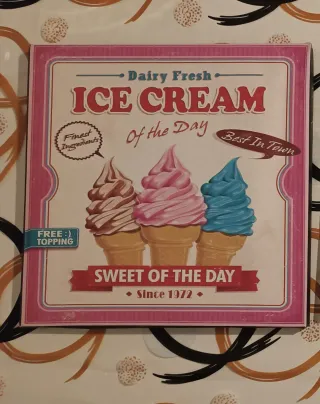 Dairy Fresh
ICE CREAM
Of the Day
Finest
Ingredients
Best In Town
FREE :)
TOPPING
SWEET OF THE DAY
Since 1972